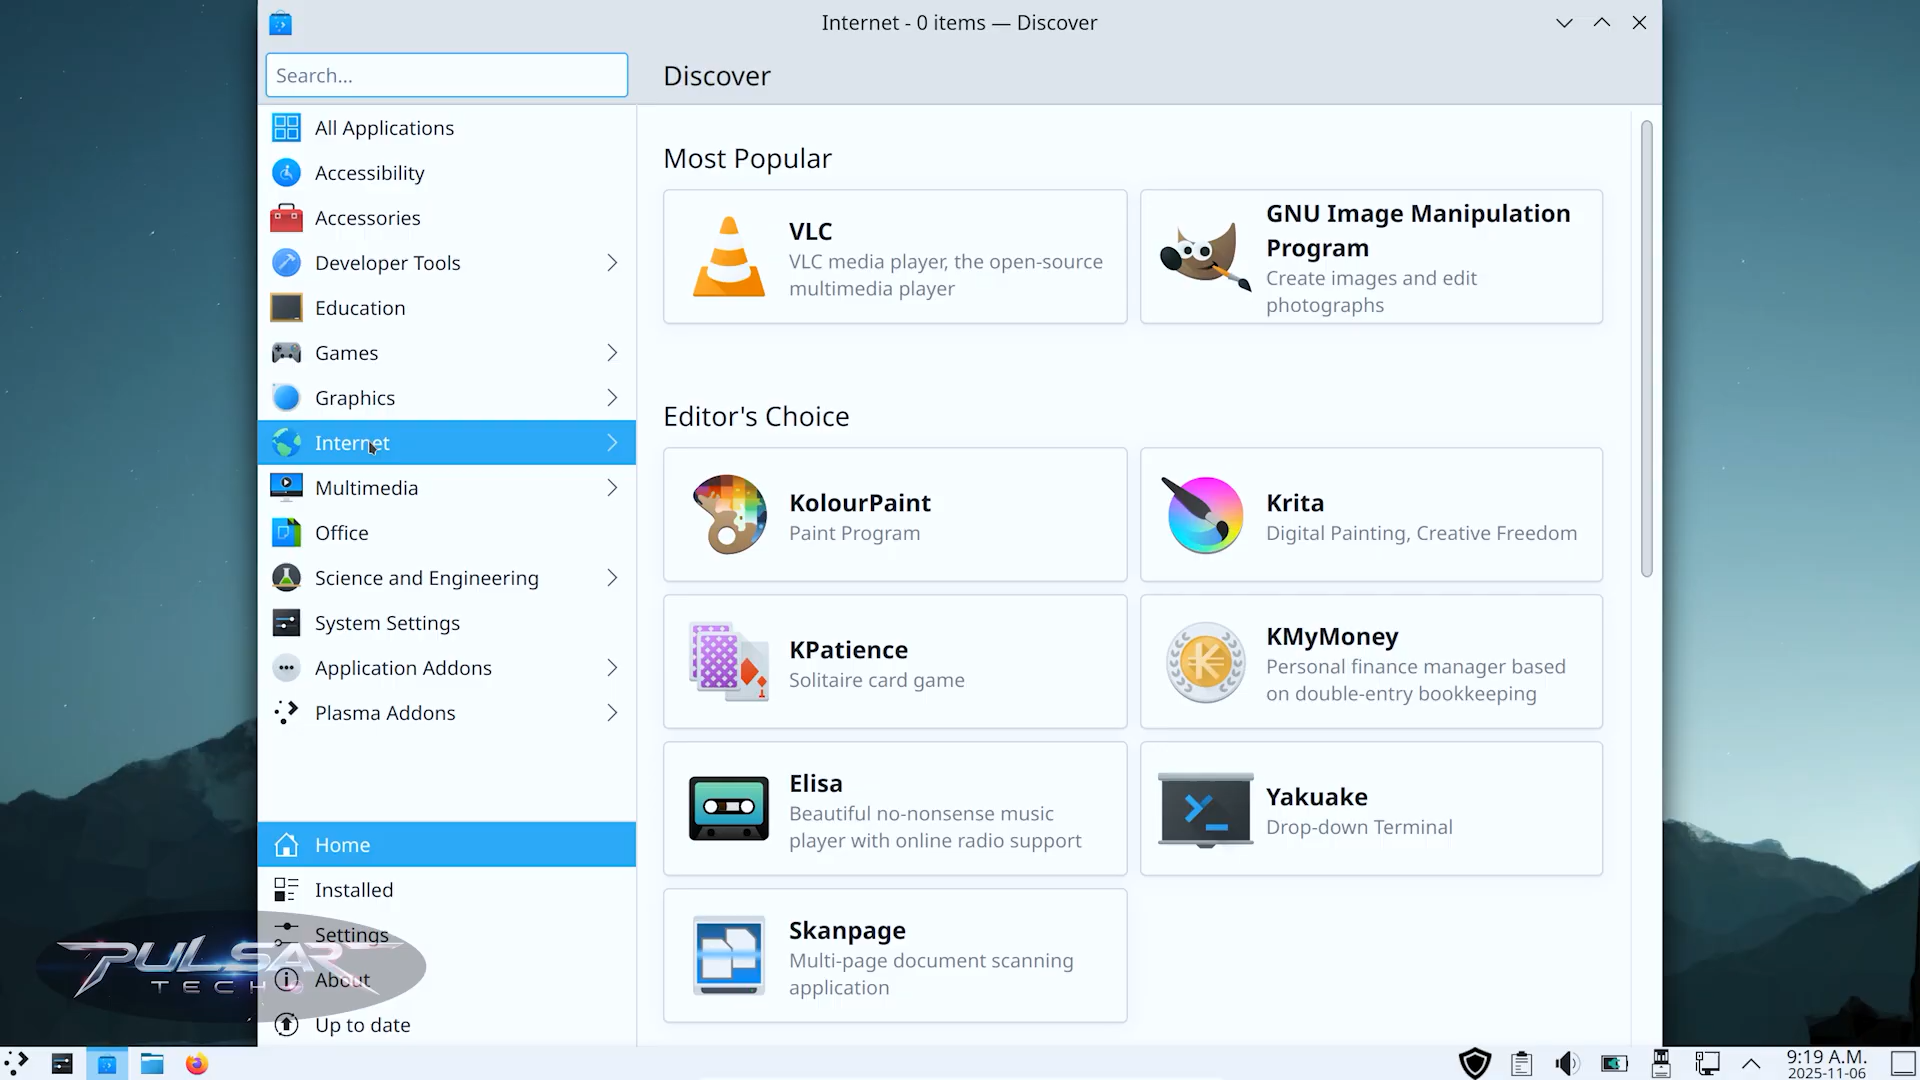 Internet - 0 items — Discover
Search...
Discover
All Applications
Accessibility
Accessories
Developer Tools
Education
Games
Graphics
Internet
Multimedia
Office
Science and Engineering
System Settings
Application Addons
Plasma Addons
Home
Installed
Settings
About
Up to date
PULSAR
TECH
Most Popular
VLC
VLC media player, the open-source
multimedia player
GNU Image Manipulation
Program
Create images and edit
photographs
Editor's Choice
KolourPaint
Paint Program
Krita
Digital Painting, Creative Freedom
KPatience
Solitaire card game
KMyMoney
Personal finance manager based
on double-entry bookkeeping
Elisa
Beautiful no-nonsense music
player with online radio support
Yakuake
Drop-down Terminal
Skanpage
Multi-page document scanning
application
9:19 A.M.
2025-11-06